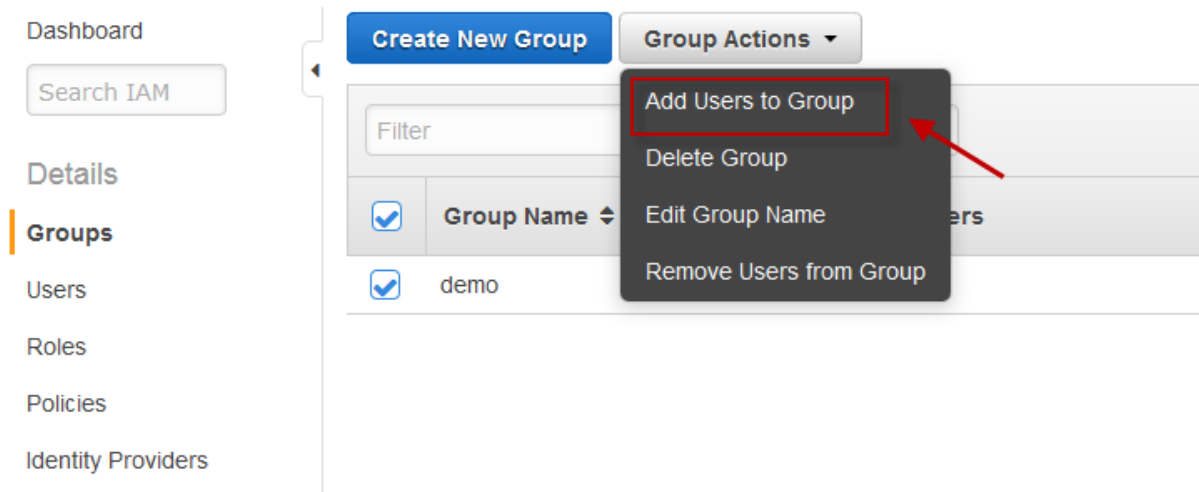 Dashboard
Search IAM
Details
Groups
Users
Roles
Policies
Identity Providers
Create New Group
Group Actions
Add Users to Group
Delete Group
Edit Group Name
Remove Users from Group
Filter
Group Name
demo